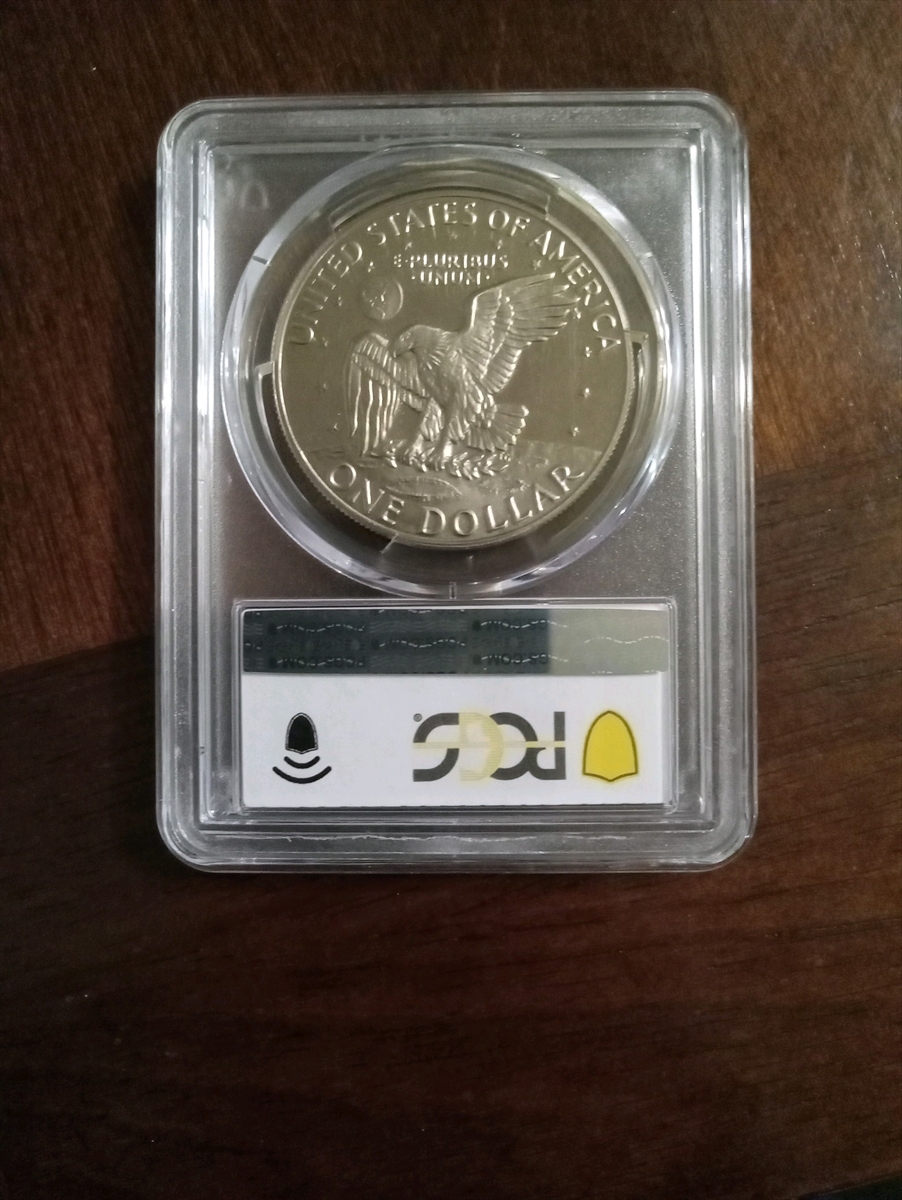 UNITED STATES OF AMERICA
E·PLURIBUS
·UNUM·
ONE DOLLAR
PCGS®